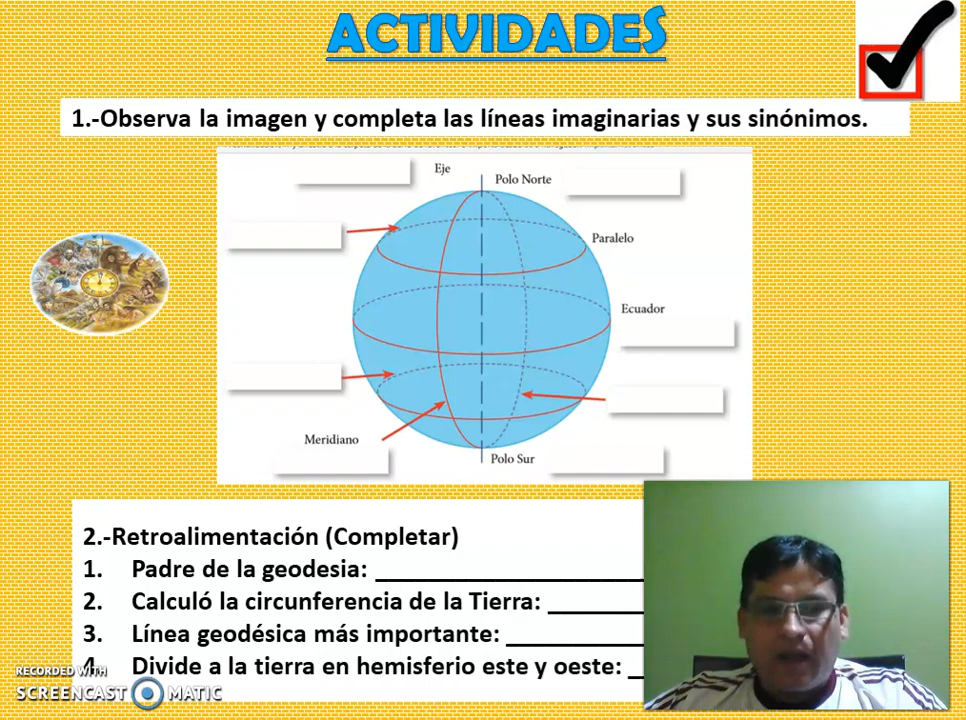 ACTIVIDADES
1.-Observa la imagen y completa las líneas imaginarias y sus sinónimos.
Eje
Polo Norte
Paralelo
Ecuador
Meridiano
Polo Sur
2.-Retroalimentación (Completar)
1. Padre de la geodesia:
2. Calculó la circunferencia de la Tierra:
3. Línea geodésica más importante:
4. Divide a la tierra en hemisferio este y oeste:
RECORDED WITH
SCREENCAST MATIC